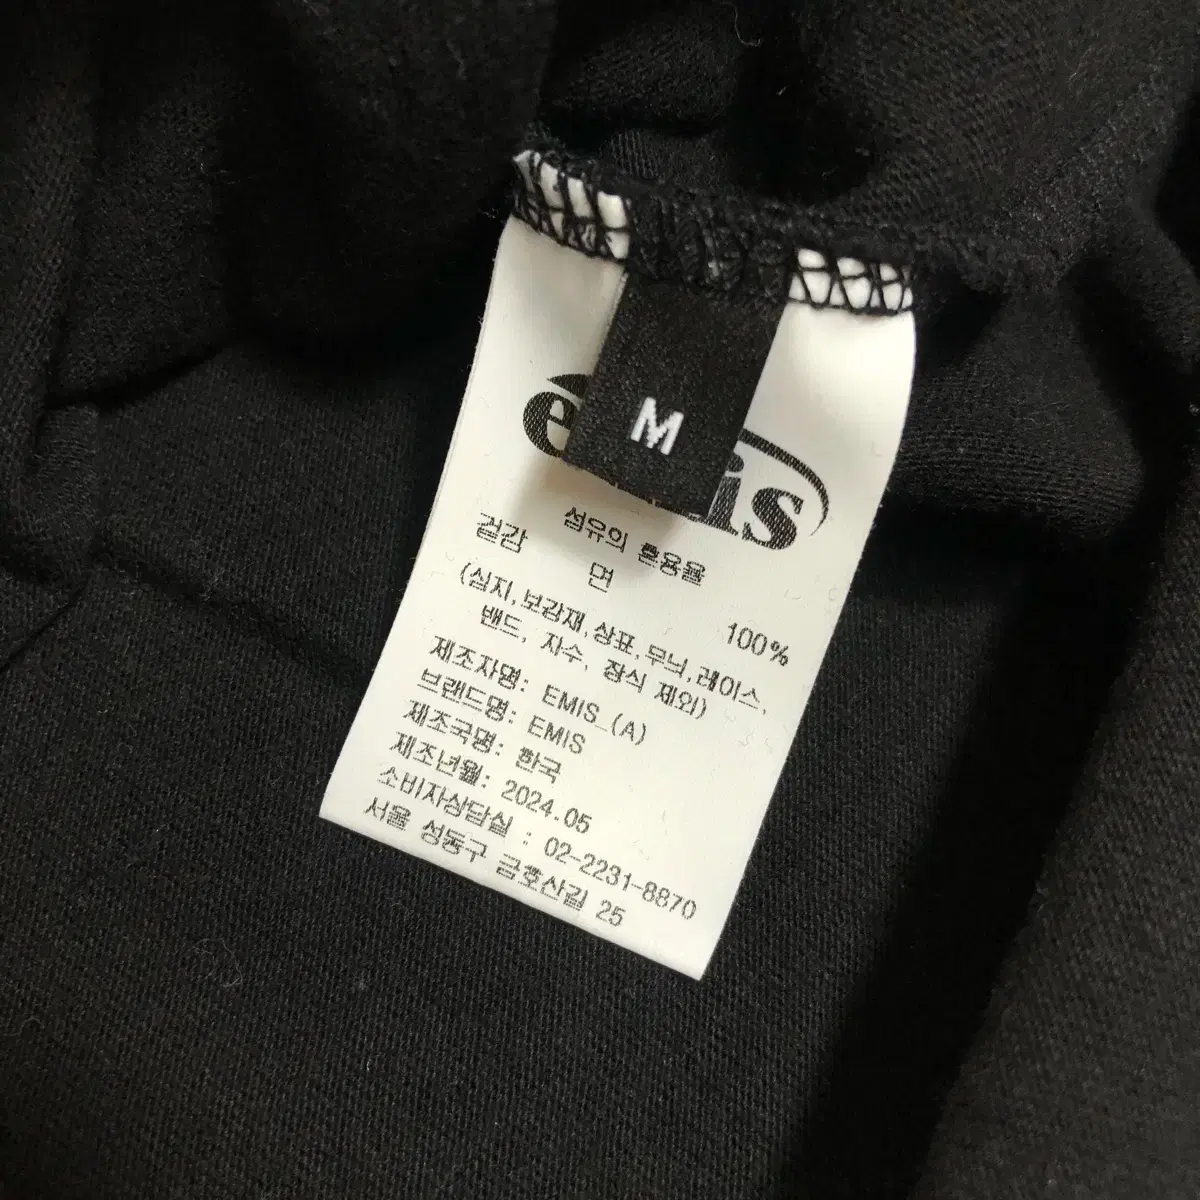 M
섬유의 혼용율
겉감 면 100%
(심지,보강재,상표,무늬,레이스,
밴드, 자수, 장식 제외)
제조자명: EMIS_(A)
브랜드명: EMIS
제조국명: 한국
제조년월: 2024.05
소비자상담실 : 02-2231-8870
서울 성동구 금호산길 25